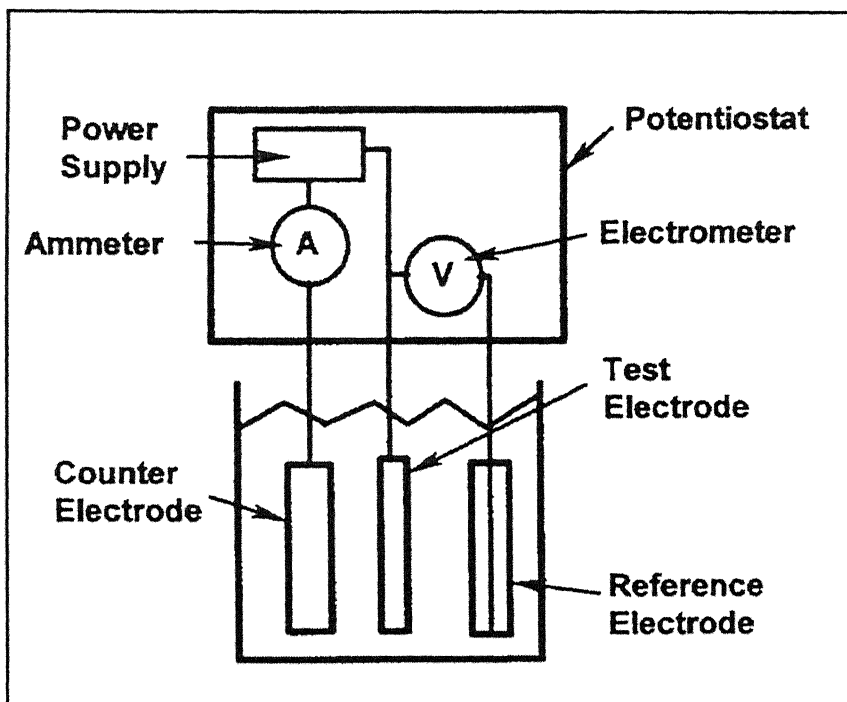 Power
Supply
Potentiostat
Ammeter
A
Electrometer
V
Test
Electrode
Counter
Electrode
Reference
Electrode